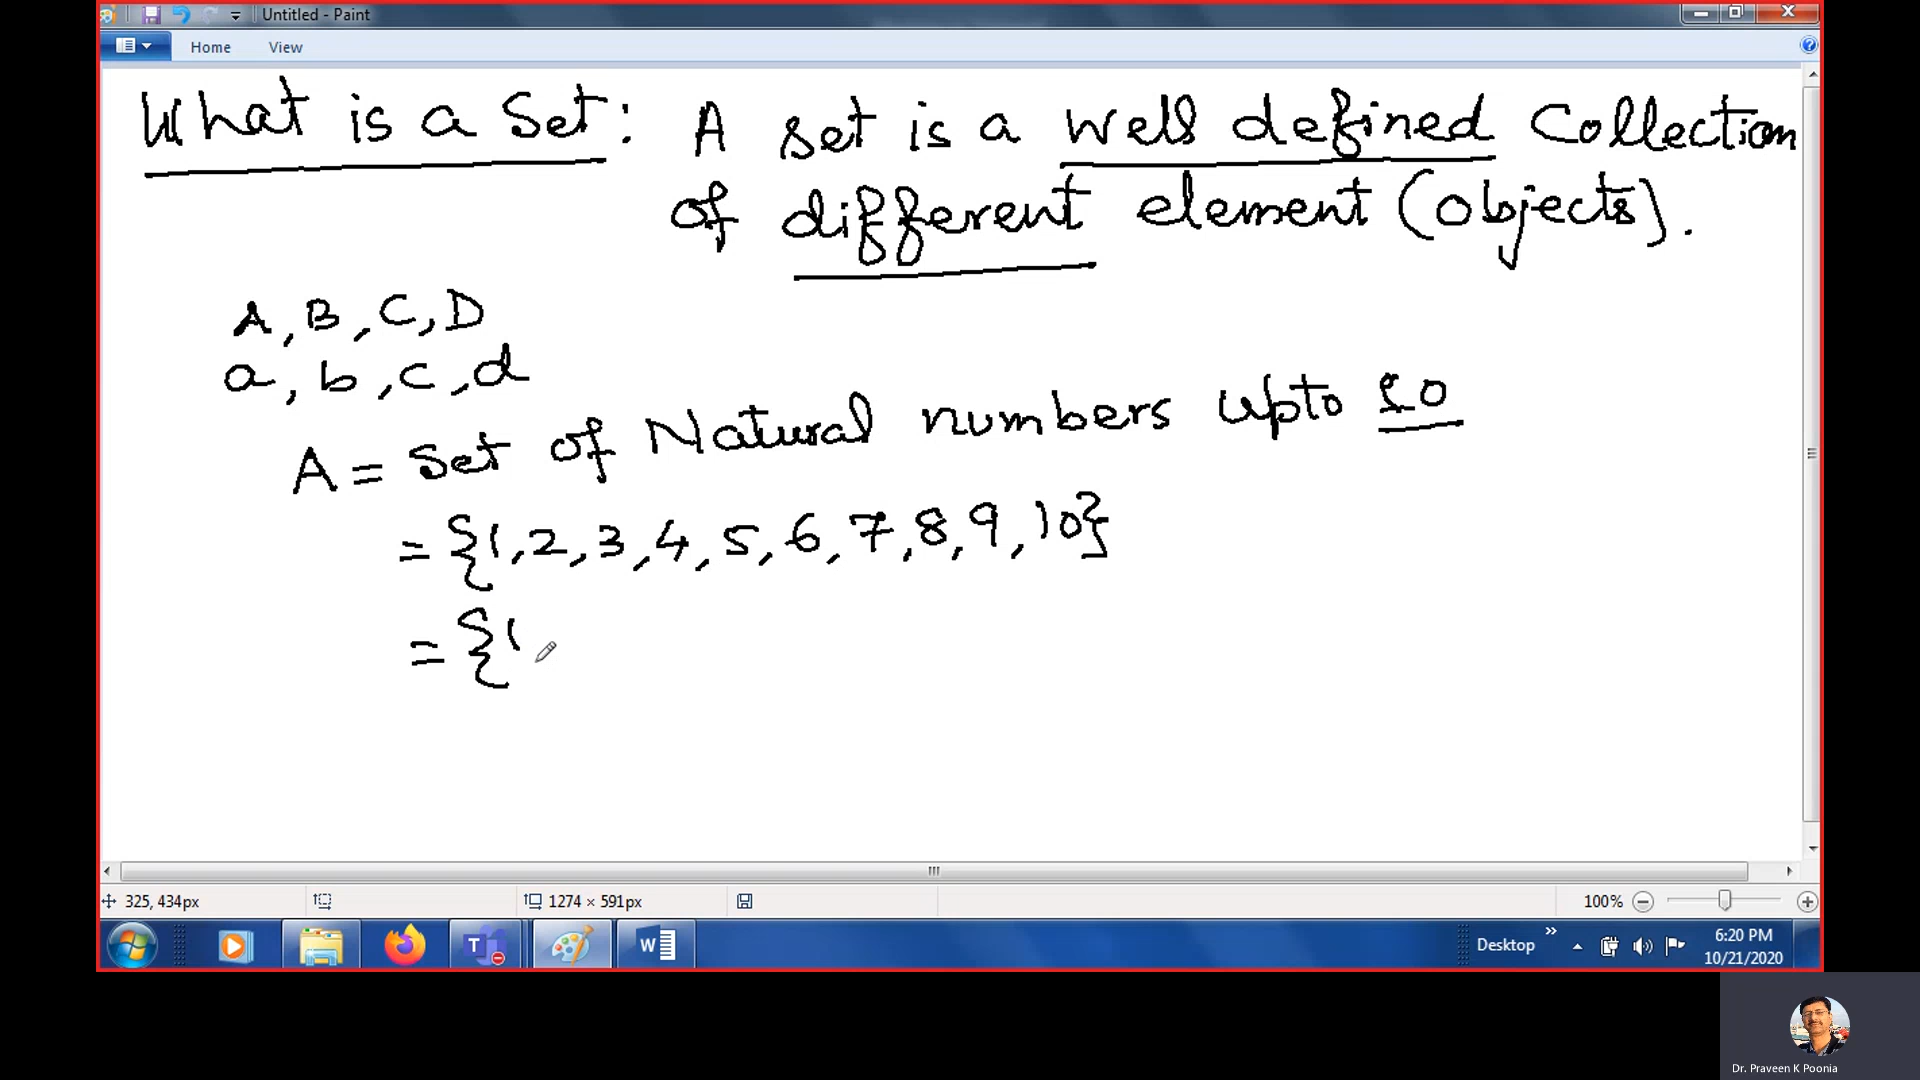 Untitled - Paint
Home View
What is a Set: A set is a well defined Collection
of different element (objects).
A, B, C, D
a, b, c, d
A = Set of Natural numbers upto 10
= {1, 2, 3, 4, 5, 6, 7, 8, 9, 10}
= {1
325, 434px 1274 × 591px 100%
Desktop
6:20 PM
10/21/2020
Dr. Praveen K Poonia